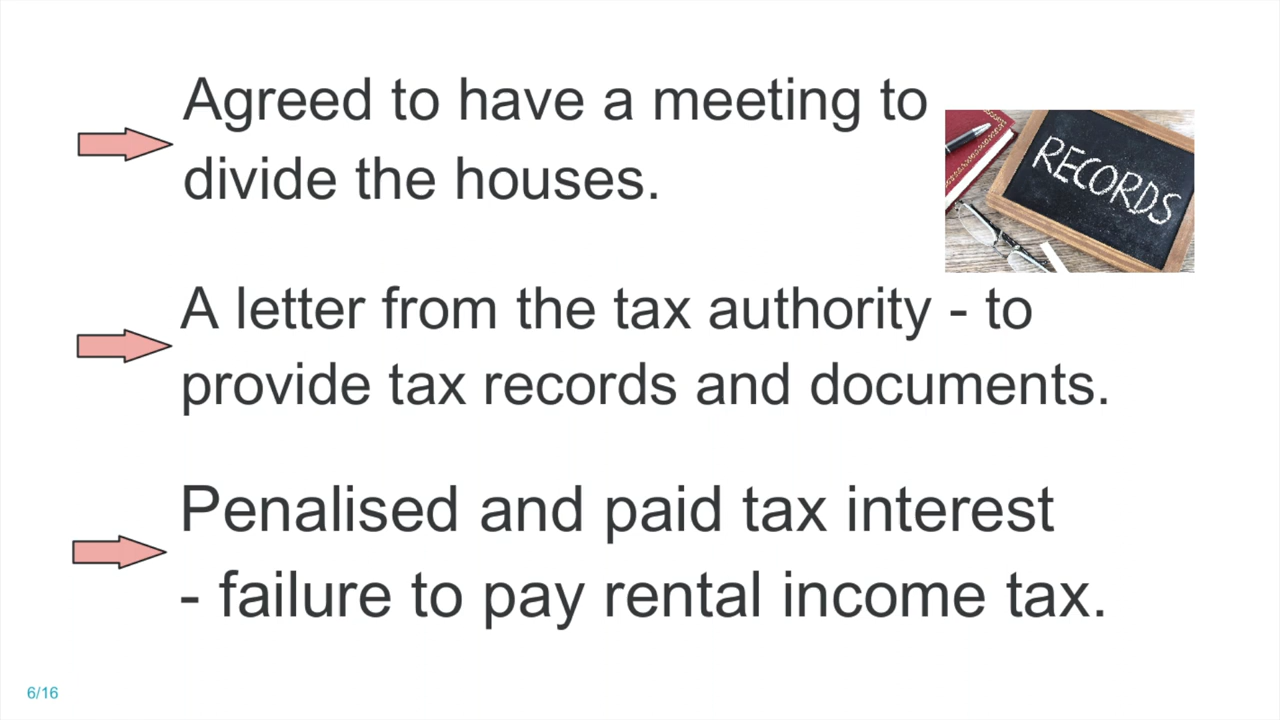 Agreed to have a meeting to
divide the houses.
RECORDS
A letter from the tax authority - to
provide tax records and documents.
Penalised and paid tax interest
- failure to pay rental income tax.
6/16